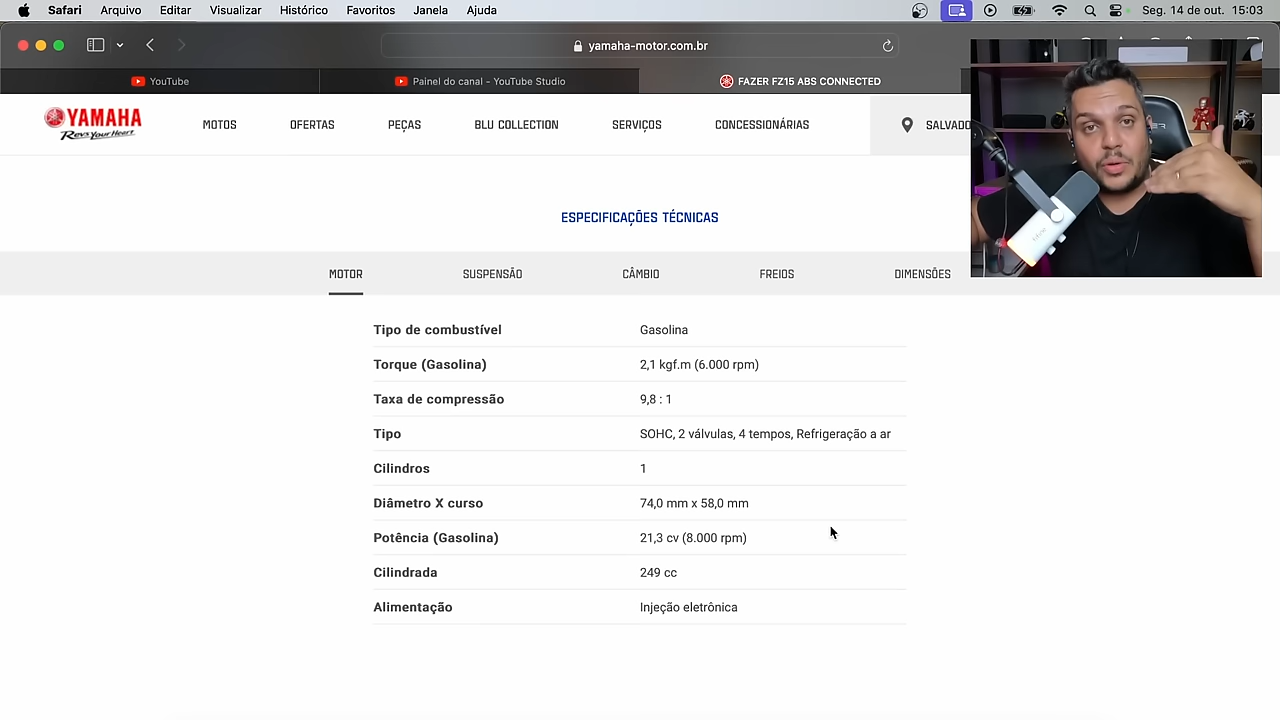 Safari Arquivo Editar Visualizar Histórico Favoritos Janela Ajuda Seg. 14 de out. 15:03
yamaha-motor.com.br
YouTube Painel do canal - YouTube Studio FAZER FZ15 ABS CONNECTED
YAMAHA
Revs Your Heart
MOTOS OFERTAS PEÇAS BLU COLLECTION SERVIÇOS CONCESSIONÁRIAS
ESPECIFICAÇÕES TÉCNICAS
MOTOR SUSPENSÃO CÂMBIO FREIOS DIMENSÕES
Tipo de combustível Gasolina
Torque (Gasolina) 2,1 kgf.m (6.000 rpm)
Taxa de compressão 9,8 : 1
Tipo SOHC, 2 válvulas, 4 tempos, Refrigeração a ar
Cilindros 1
Diâmetro X curso 74,0 mm x 58,0 mm
Potência (Gasolina) 21,3 cv (8.000 rpm)
Cilindrada 249 cc
Alimentação Injeção eletrônica